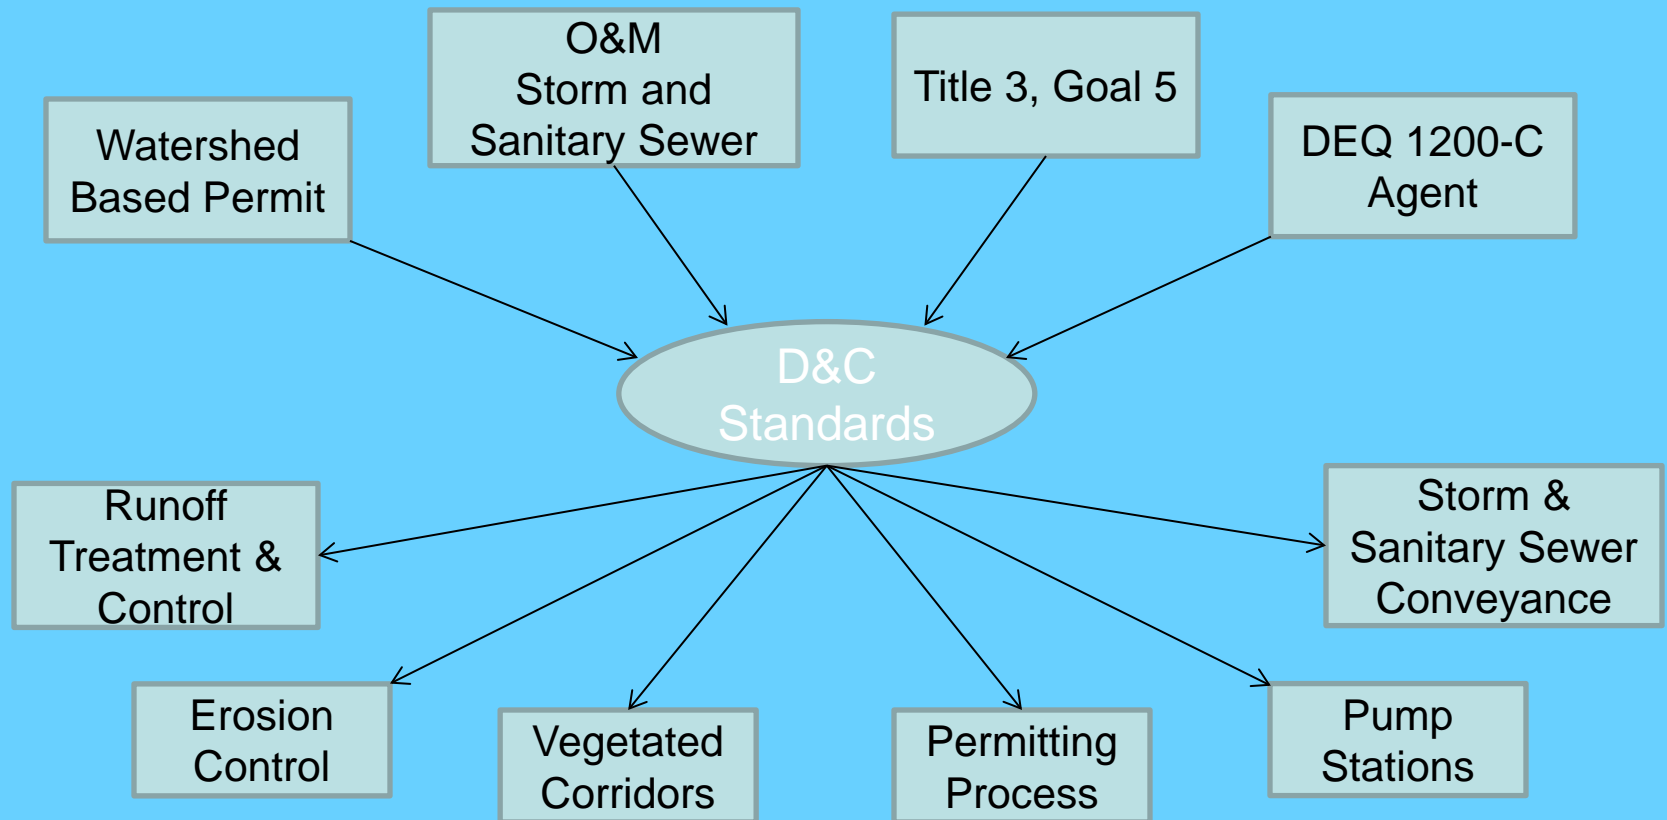 O&M
Storm and
Sanitary Sewer
Title 3, Goal 5
Watershed
Based Permit
DEQ 1200-C
Agent
D&C
Standards
Runoff
Treatment &
Control
Storm &
Sanitary Sewer
Conveyance
Erosion
Control
Vegetated
Corridors
Permitting
Process
Pump
Stations